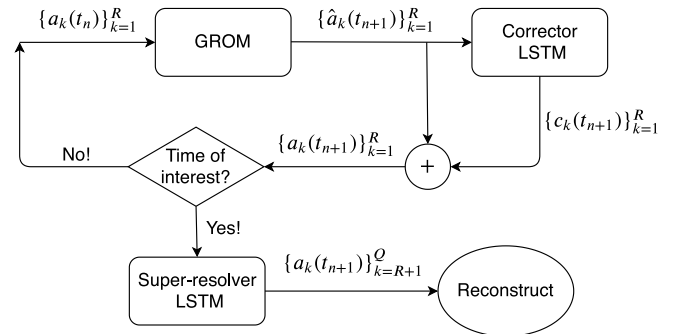 {a_k(t_n)}_{k=1}^R
GROM
{â_k(t_{n+1})}_{k=1}^R
Corrector
LSTM
{c_k(t_{n+1})}_{k=1}^R
No!
Time of
interest?
{a_k(t_{n+1})}_{k=1}^R
+
Yes!
Super-resolver
LSTM
{a_k(t_{n+1})}_{k=R+1}^Q
Reconstruct